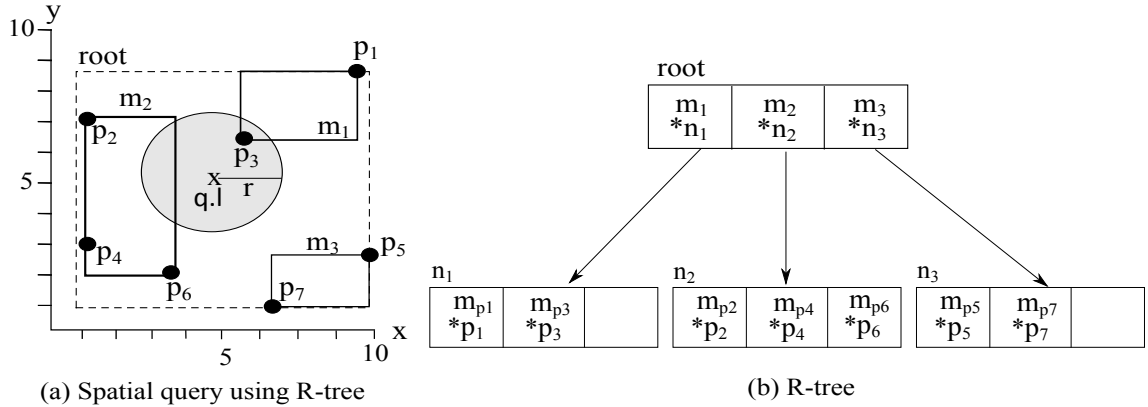 y
10
root
p1
m2
p2
m1
p3
5
x
r
q.l
p4
m3
p5
p6
p7
x
5
10
(a) Spatial query using R-tree
root
m1 m2 m3
*n1 *n2 *n3
n1 n2 n3
mp1 mp3 mp2 mp4 mp6 mp5 mp7
*p1 *p3 *p2 *p4 *p6 *p5 *p7
(b) R-tree